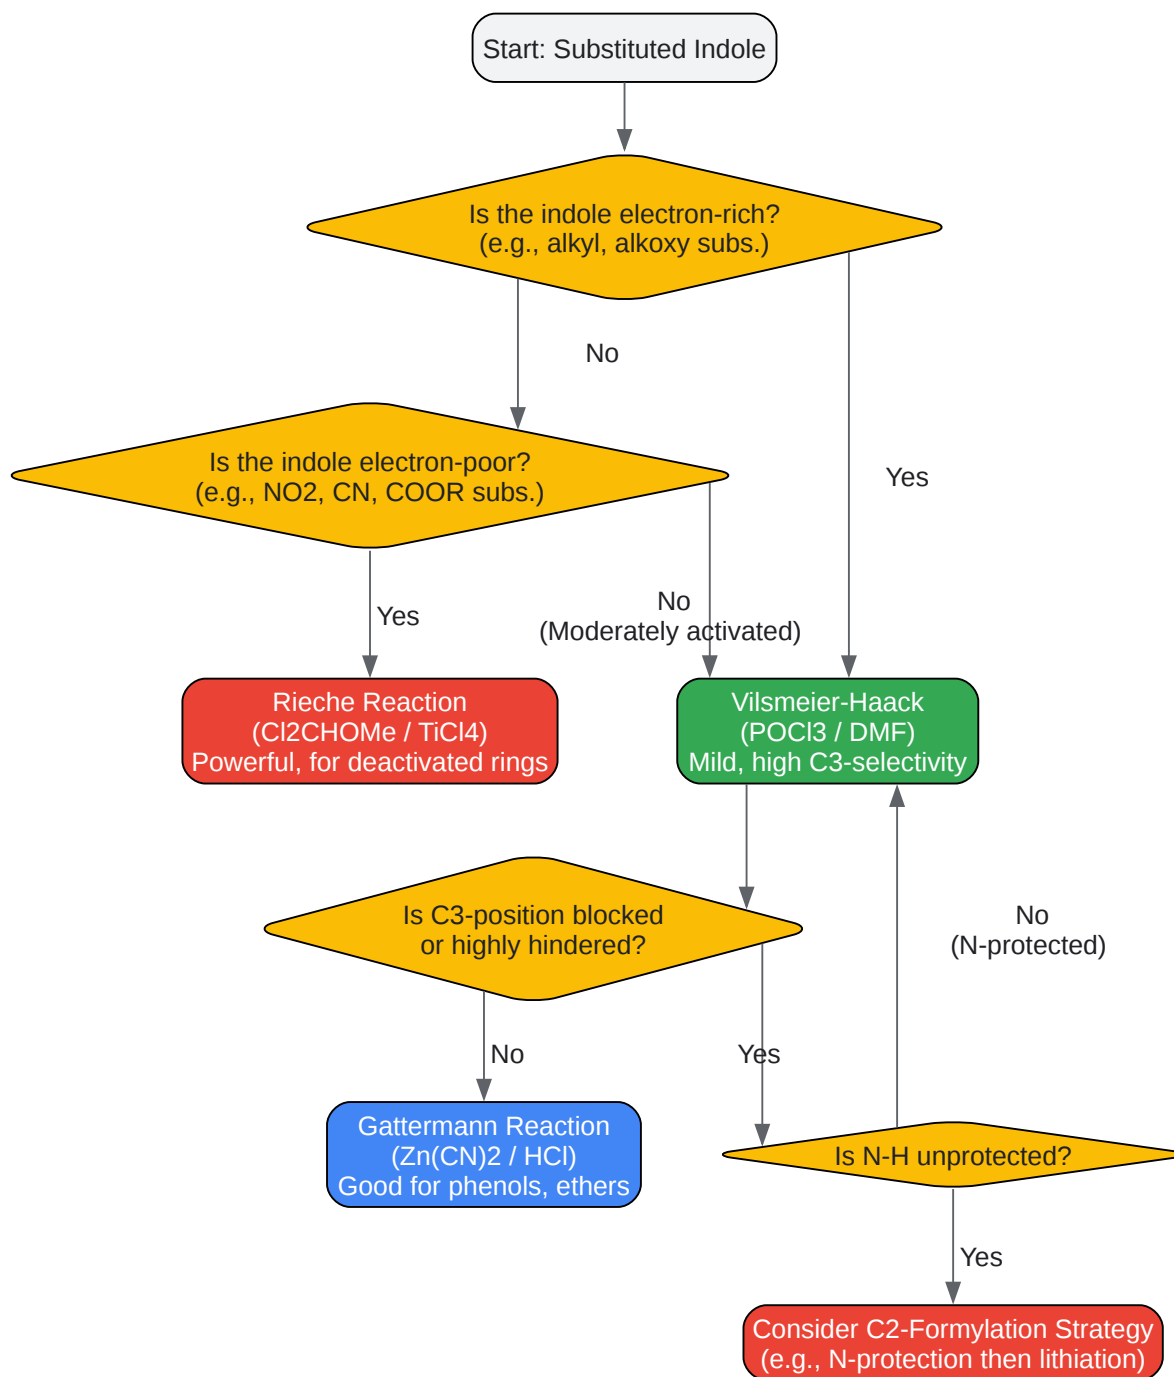 Start: Substituted Indole
Is the indole electron-rich?
(e.g., alkyl, alkoxy subs.)
No
Is the indole electron-poor?
(e.g., NO2, CN, COOR subs.)
Yes
Yes
No
(Moderately activated)
Rieche Reaction
(Cl2CHOMe / TiCl4)
Powerful, for deactivated rings
Vilsmeier-Haack
(POCl3 / DMF)
Mild, high C3-selectivity
Is C3-position blocked
or highly hindered?
No
(N-protected)
No
Yes
Gattermann Reaction
(Zn(CN)2 / HCl)
Good for phenols, ethers
Is N-H unprotected?
Yes
Consider C2-Formylation Strategy
(e.g., N-protection then lithiation)